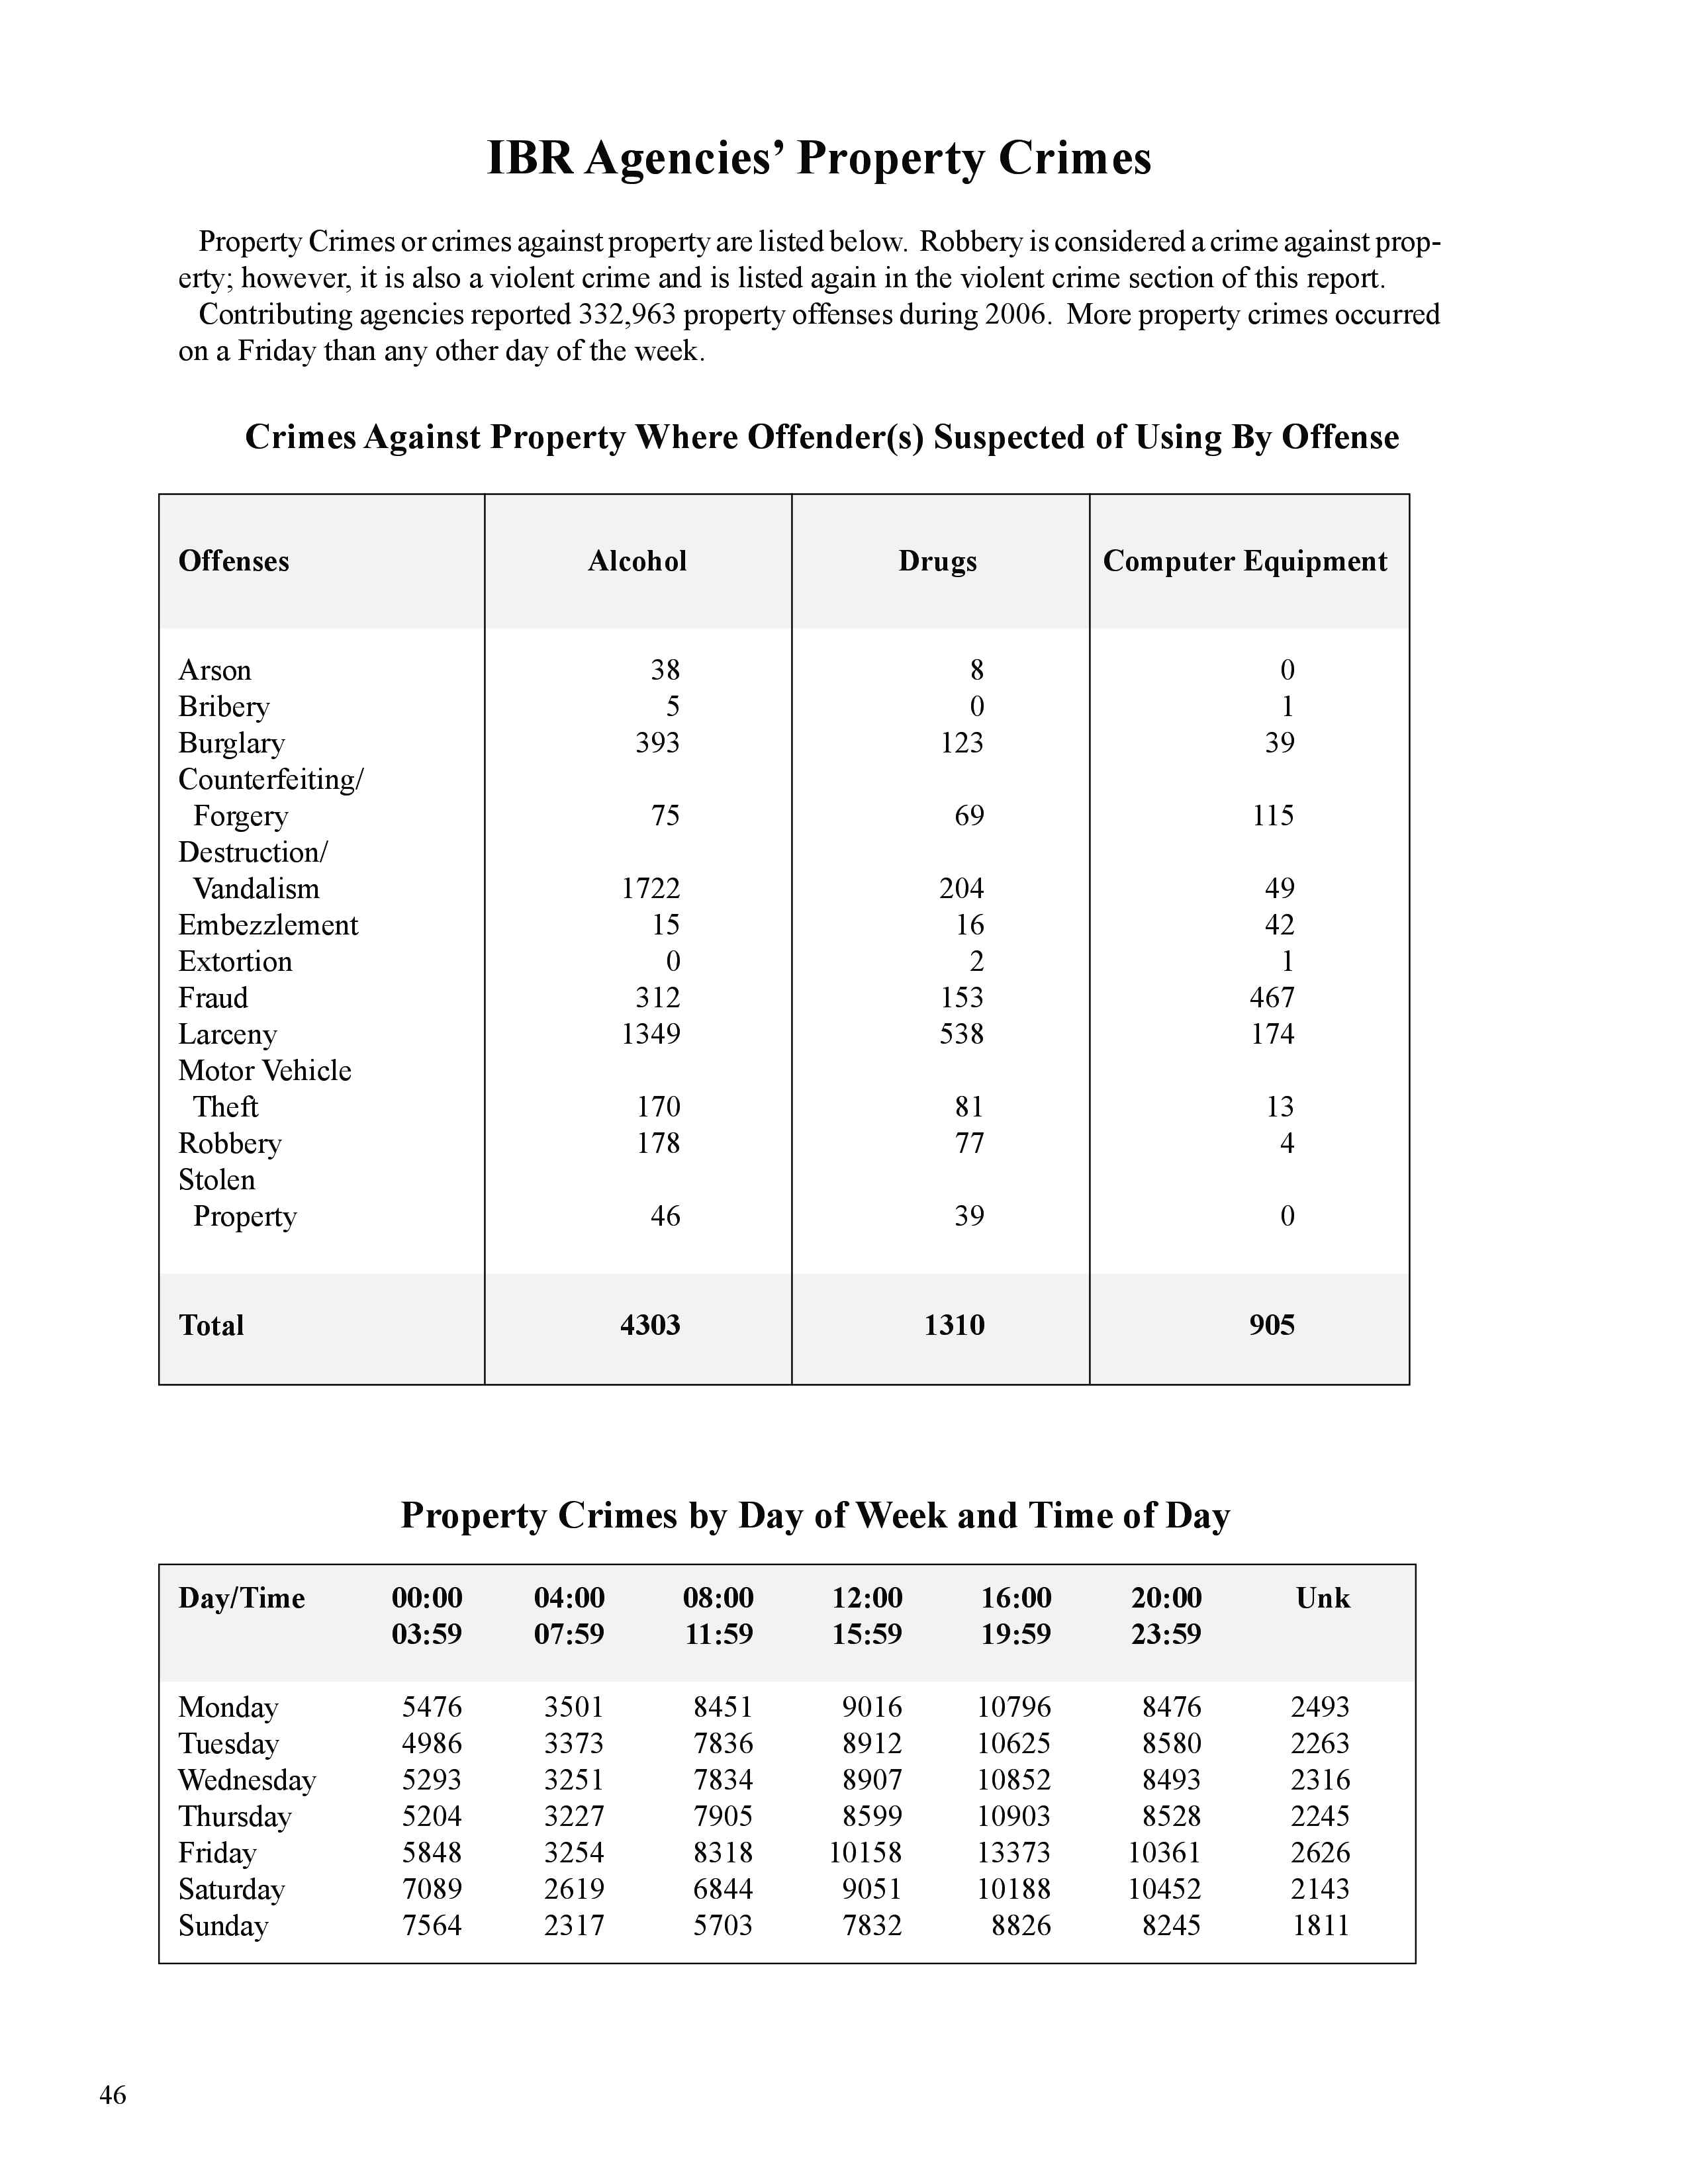 IBR Agencies’ Property Crimes
Property Crimes or crimes against property are listed below. Robbery is considered a crime against prop-
erty; however, it is also a violent crime and is listed again in the violent crime section of this report.
Contributing agencies reported 332,963 property offenses during 2006. More property crimes occurred
on a Friday than any other day of the week.
Crimes Against Property Where Offender(s) Suspected of Using By Offense
Offenses Alcohol Drugs Computer Equipment
Arson 38 8 0
Bribery 5 0 1
Burglary 393 123 39
Counterfeiting/
Forgery 75 69 115
Destruction/
Vandalism 1722 204 49
Embezzlement 15 16 42
Extortion 0 2 1
Fraud 312 153 467
Larceny 1349 538 174
Motor Vehicle
Theft 170 81 13
Robbery 178 77 4
Stolen
Property 46 39 0
Total 4303 1310 905
Property Crimes by Day of Week and Time of Day
Day/Time 00:00 04:00 08:00 12:00 16:00 20:00 Unk
03:59 07:59 11:59 15:59 19:59 23:59
Monday 5476 3501 8451 9016 10796 8476 2493
Tuesday 4986 3373 7836 8912 10625 8580 2263
Wednesday 5293 3251 7834 8907 10852 8493 2316
Thursday 5204 3227 7905 8599 10903 8528 2245
Friday 5848 3254 8318 10158 13373 10361 2626
Saturday 7089 2619 6844 9051 10188 10452 2143
Sunday 7564 2317 5703 7832 8826 8245 1811
46